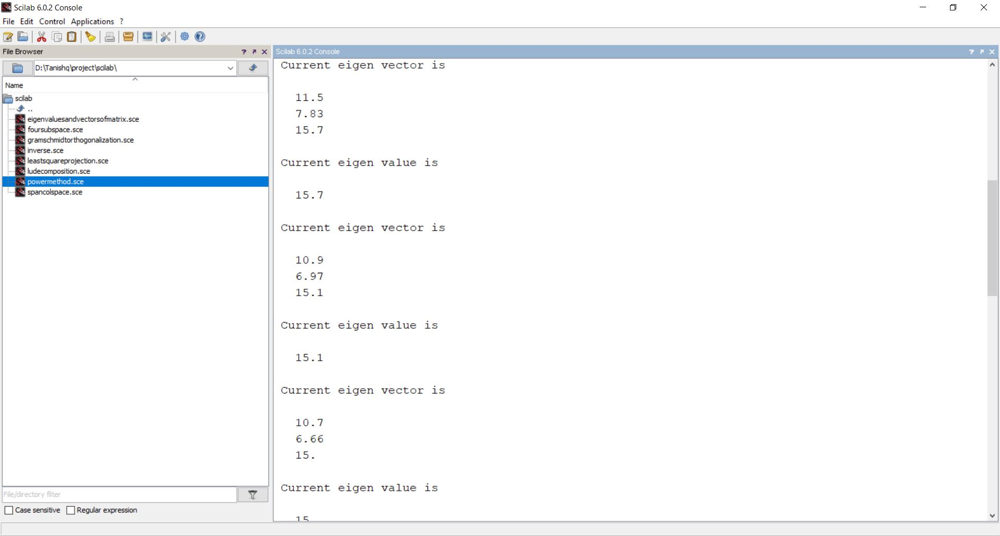 Scilab 6.0.2 Console
File Edit Control Applications ?
File Browser
D:\Tanishq\project\scilab\
Name
scilab
..
eigenvaluesandvectorsofmatrix.sce
foursubspace.sce
gramschmidtorthogonalization.sce
inverse.sce
leastsquareprojection.sce
ludecomposition.sce
powermethod.sce
spancolspace.sce
File/directory filter
Case sensitive Regular expression
Scilab 6.0.2 Console
Current eigen vector is
11.5
7.83
15.7
Current eigen value is
15.7
Current eigen vector is
10.9
6.97
15.1
Current eigen value is
15.1
Current eigen vector is
10.7
6.66
15.
Current eigen value is
15